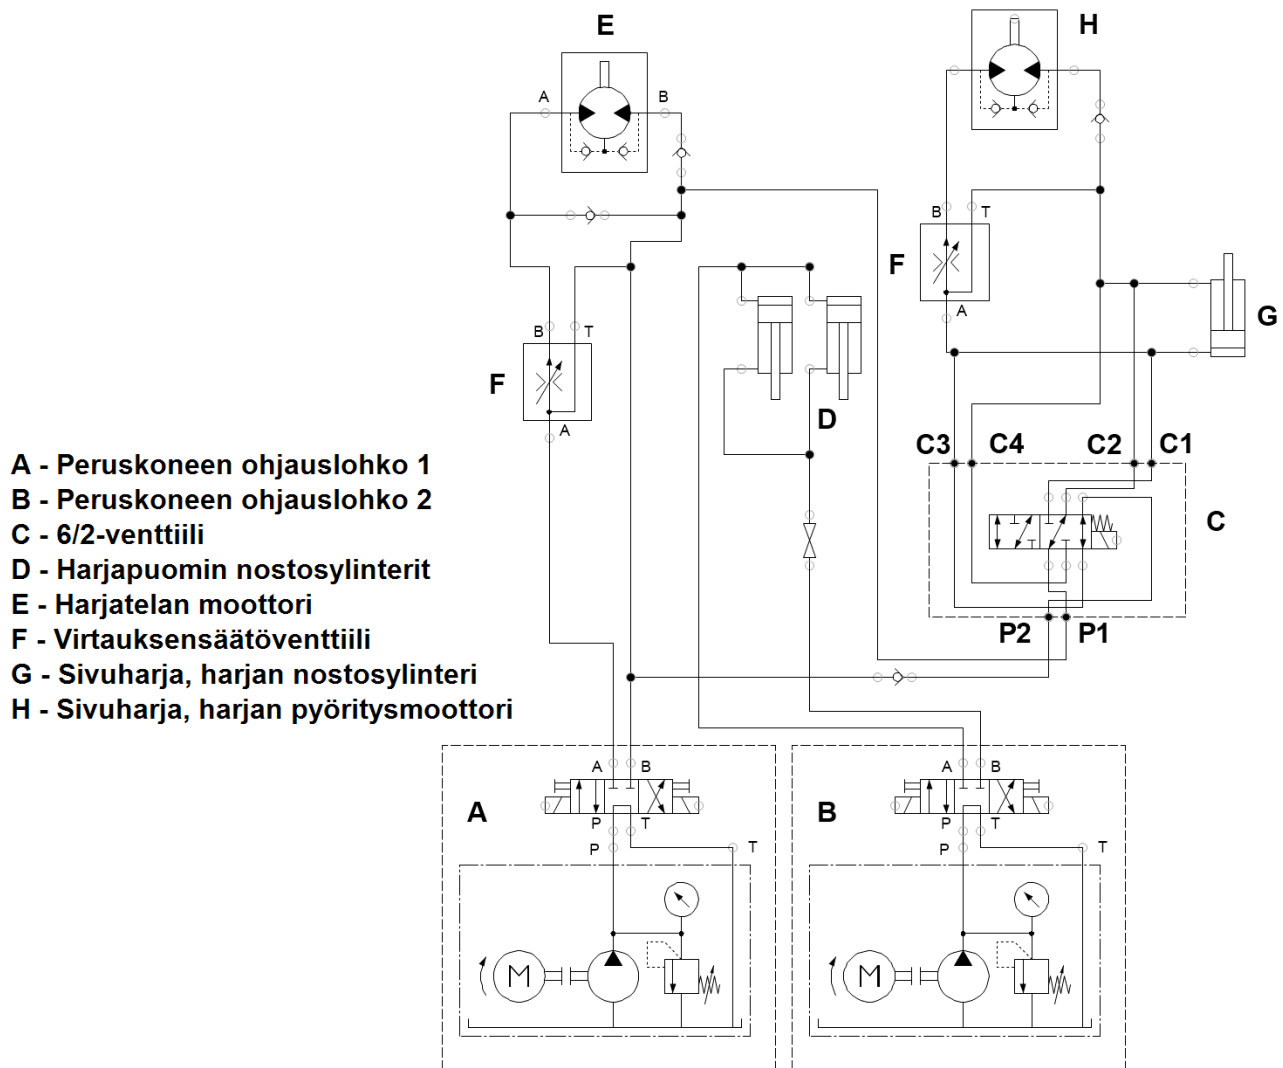 E
H
A
B
B
T
F
A
G
B
T
F
A
D
C3
C4
C2
C1
C
P2
P1
A - Peruskoneen ohjauslohko 1
B - Peruskoneen ohjauslohko 2
C - 6/2-venttiili
D - Harjapuomin nostosylinterit
E - Harjatelan moottori
F - Virtauksensäätöventtiili
G - Sivuharja, harjan nostosylinteri
H - Sivuharja, harjan pyöritysmoottori
A
A
B
P
T
P
T
M
B
A
B
P
T
P
T
M